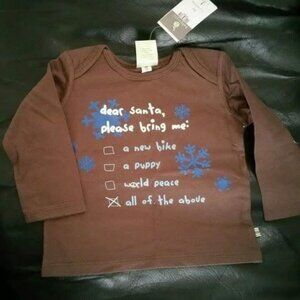 dear santa,
please bring me:
a new bike
a puppy
world peace
all of the above